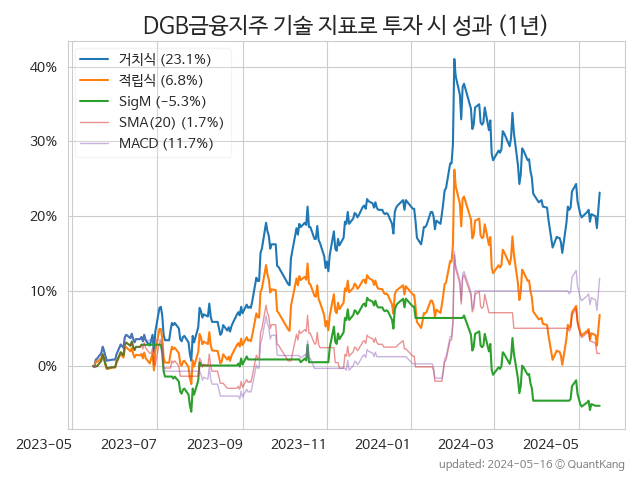 DGB금융지주 기술 지표로 투자 시 성과 (1년)
거치식 (23.1%)
적립식 (6.8%)
SigM (−5.3%)
SMA(20) (1.7%)
MACD (11.7%)
40%
30%
20%
10%
0%
2023-05 2023-07 2023-09 2023-11 2024-01 2024-03 2024-05
updated: 2024-05-16 © QuantKang